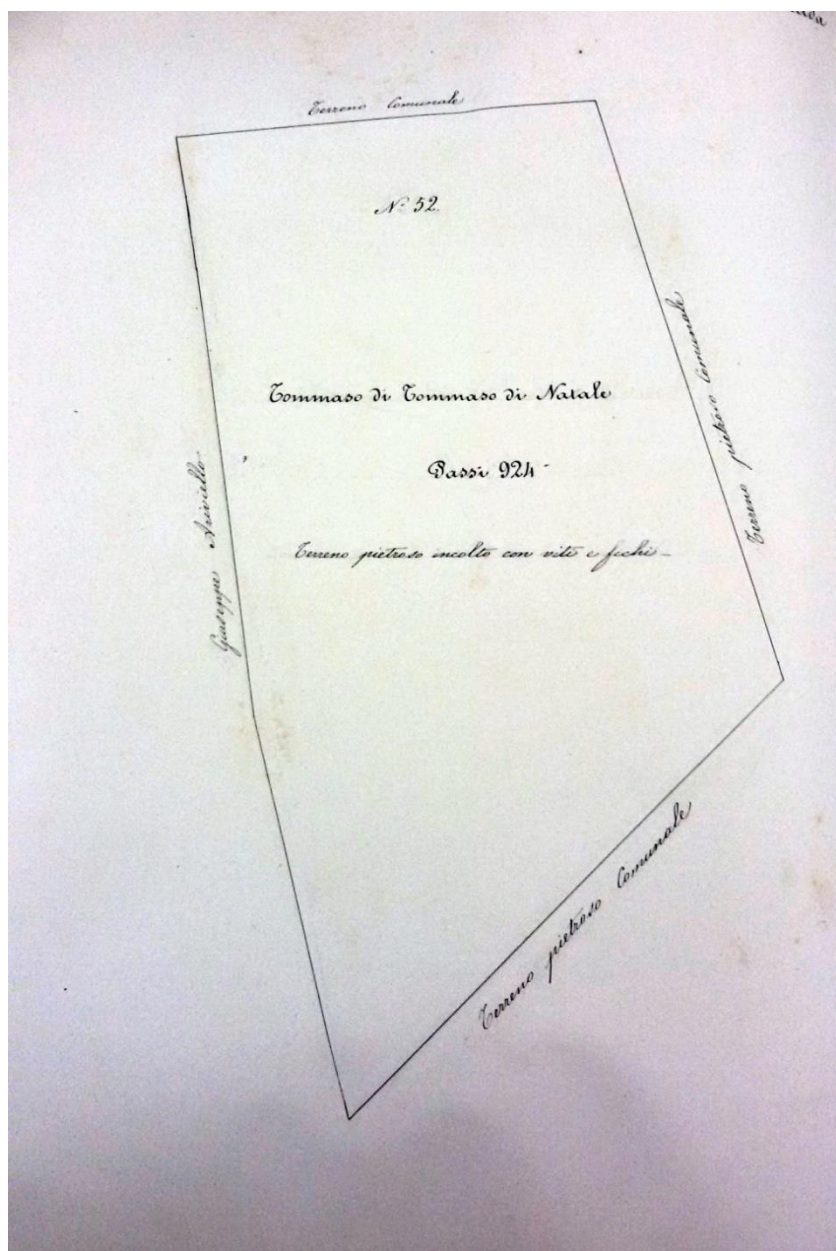 Terreno Comunale
N.º 52.
Tommaso di Tommaso di Natale
Passi 924
Terreno pietroso incolto con viti e fichi
Giuseppe
Terreno pietroso Comunale
Terreno pietroso Comunale